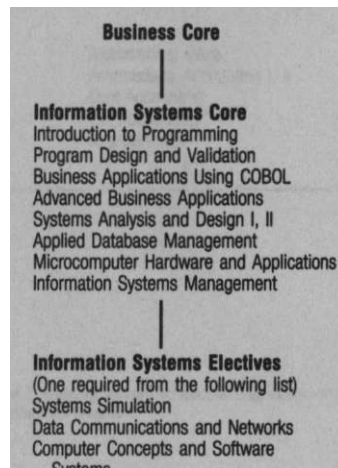 Business Core
Information Systems Core
Introduction to Programming
Program Design and Validation
Business Applications Using COBOL
Advanced Business Applications
Systems Analysis and Design I, II
Applied Database Management
Microcomputer Hardware and Applications
Information Systems Management
Information Systems Electives
(One required from the following list)
Systems Simulation
Data Communications and Networks
Computer Concepts and Software
Systems